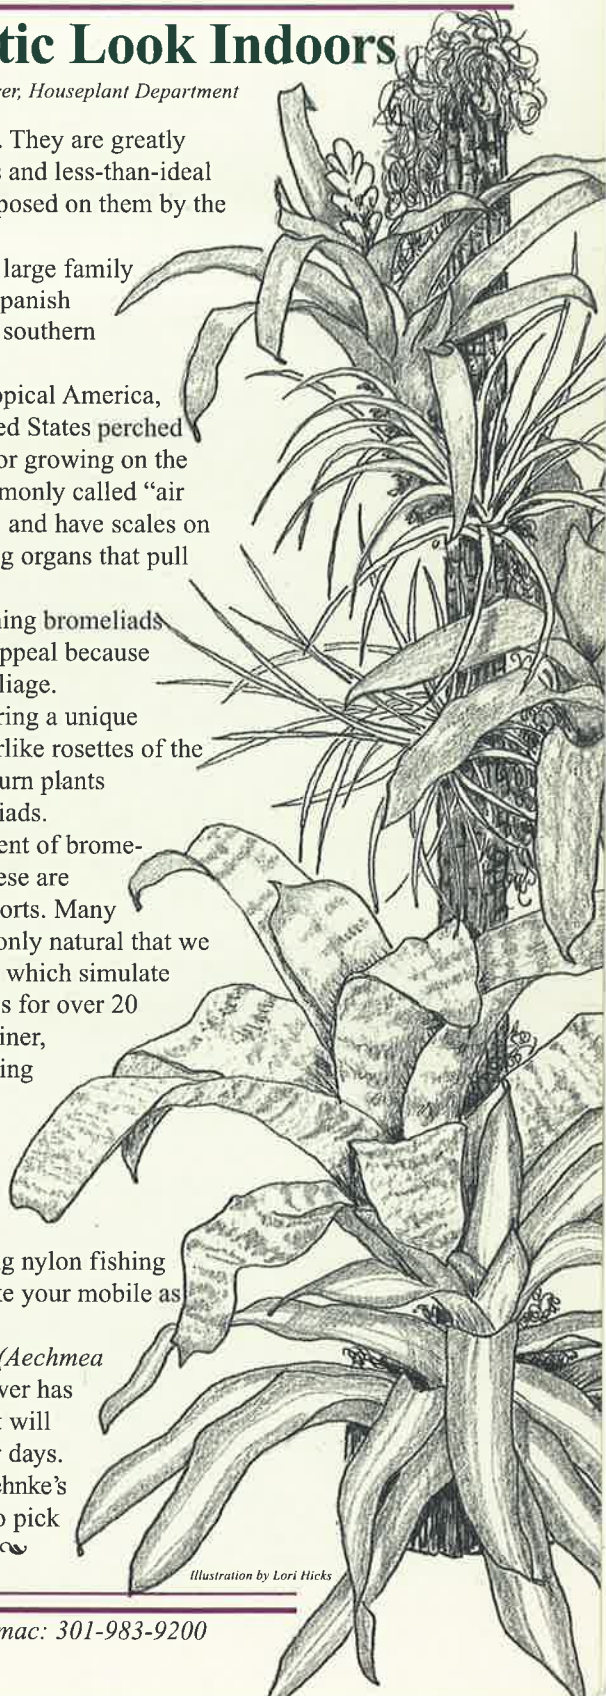 tic Look Indoors
er, Houseplant Department
. They are greatly
s and less-than-ideal
posed on them by the
large family
panish
southern
opical America,
ed States perched
or growing on the
monly called “air
and have scales on
g organs that pull
ning bromeliads
ppeal because
liage.
ring a unique
rlike rosettes of the
urn plants
iads.
ent of brome-
ese are
orts. Many
only natural that we
which simulate
s for over 20
iner,
ing
g nylon fishing
te your mobile as
(Aechmea
ver has
t will
r days.
ehnke’s
o pick
Illustration by Lori Hicks
mac: 301-983-9200